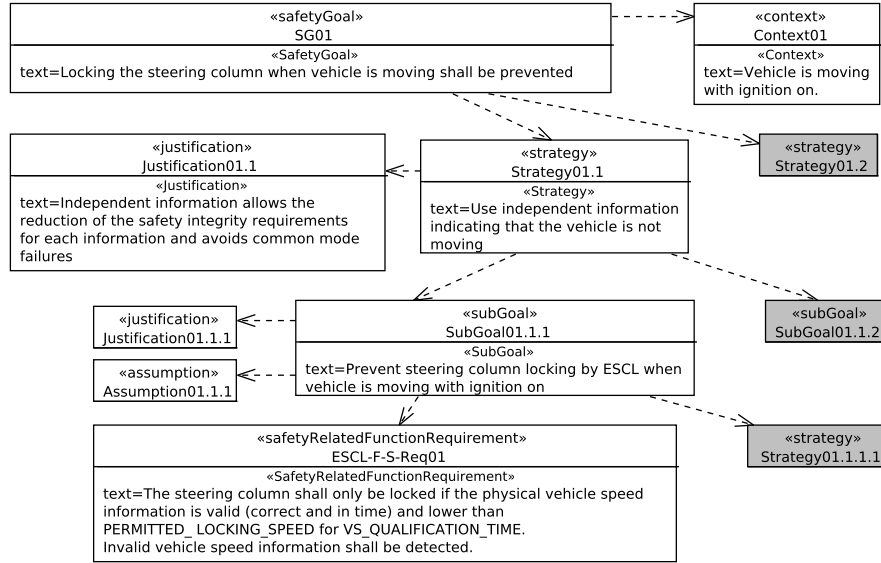 «safetyGoal»
SG01
«SafetyGoal»
text=Locking the steering column when vehicle is moving shall be prevented
«context»
Context01
«Context»
text=Vehicle is moving
with ignition on.
«justification»
Justification01.1
«Justification»
text=Independent information allows the
reduction of the safety integrity requirements
for each information and avoids common mode
failures
«strategy»
Strategy01.1
«Strategy»
text=Use independent information
indicating that the vehicle is not
moving
«strategy»
Strategy01.2
«justification»
Justification01.1.1
«assumption»
Assumption01.1.1
«subGoal»
SubGoal01.1.1
«SubGoal»
text=Prevent steering column locking by ESCL when
vehicle is moving with ignition on
«subGoal»
SubGoal01.1.2
«safetyRelatedFunctionRequirement»
ESCL-F-S-Req01
«SafetyRelatedFunctionRequirement»
text=The steering column shall only be locked if the physical vehicle speed
information is valid (correct and in time) and lower than
PERMITTED_ LOCKING_SPEED for VS_QUALIFICATION_TIME.
Invalid vehicle speed information shall be detected.
«strategy»
Strategy01.1.1.1